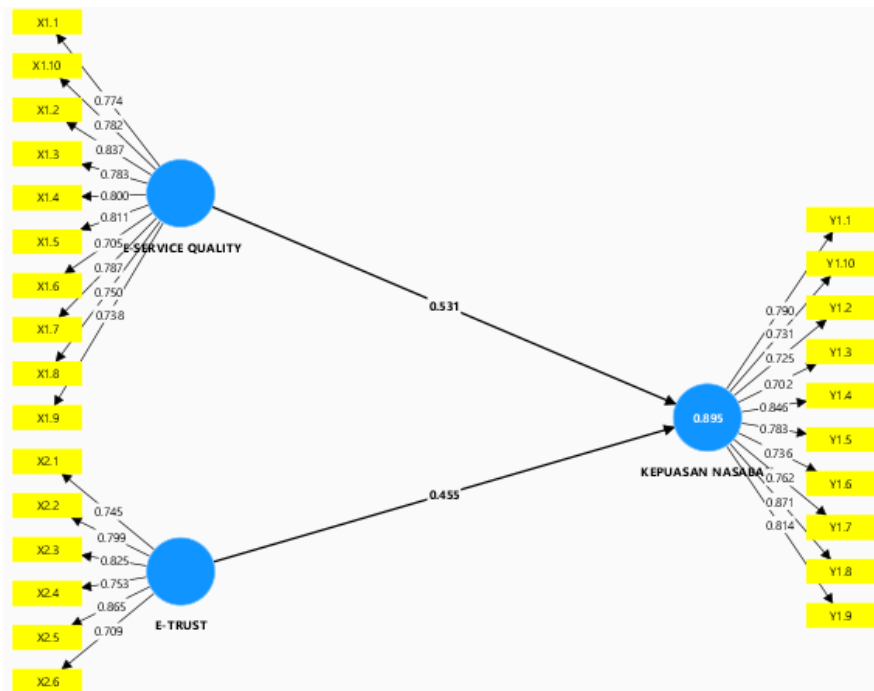 X1.1
X1.10
X1.2
X1.3
X1.4
X1.5
X1.6
X1.7
X1.8
X1.9
0.774
0.782
0.837
0.783
0.800
0.811
0.705
0.787
0.750
0.738
E-SERVICE QUALITY
X2.1
X2.2
X2.3
X2.4
X2.5
X2.6
0.745
0.799
0.825
0.753
0.865
0.709
E-TRUST
0.531
0.455
0.895
KEPUASAN NASABA
0.790
0.731
0.725
0.702
0.846
0.783
0.736
0.762
0.871
0.814
Y1.1
Y1.10
Y1.2
Y1.3
Y1.4
Y1.5
Y1.6
Y1.7
Y1.8
Y1.9